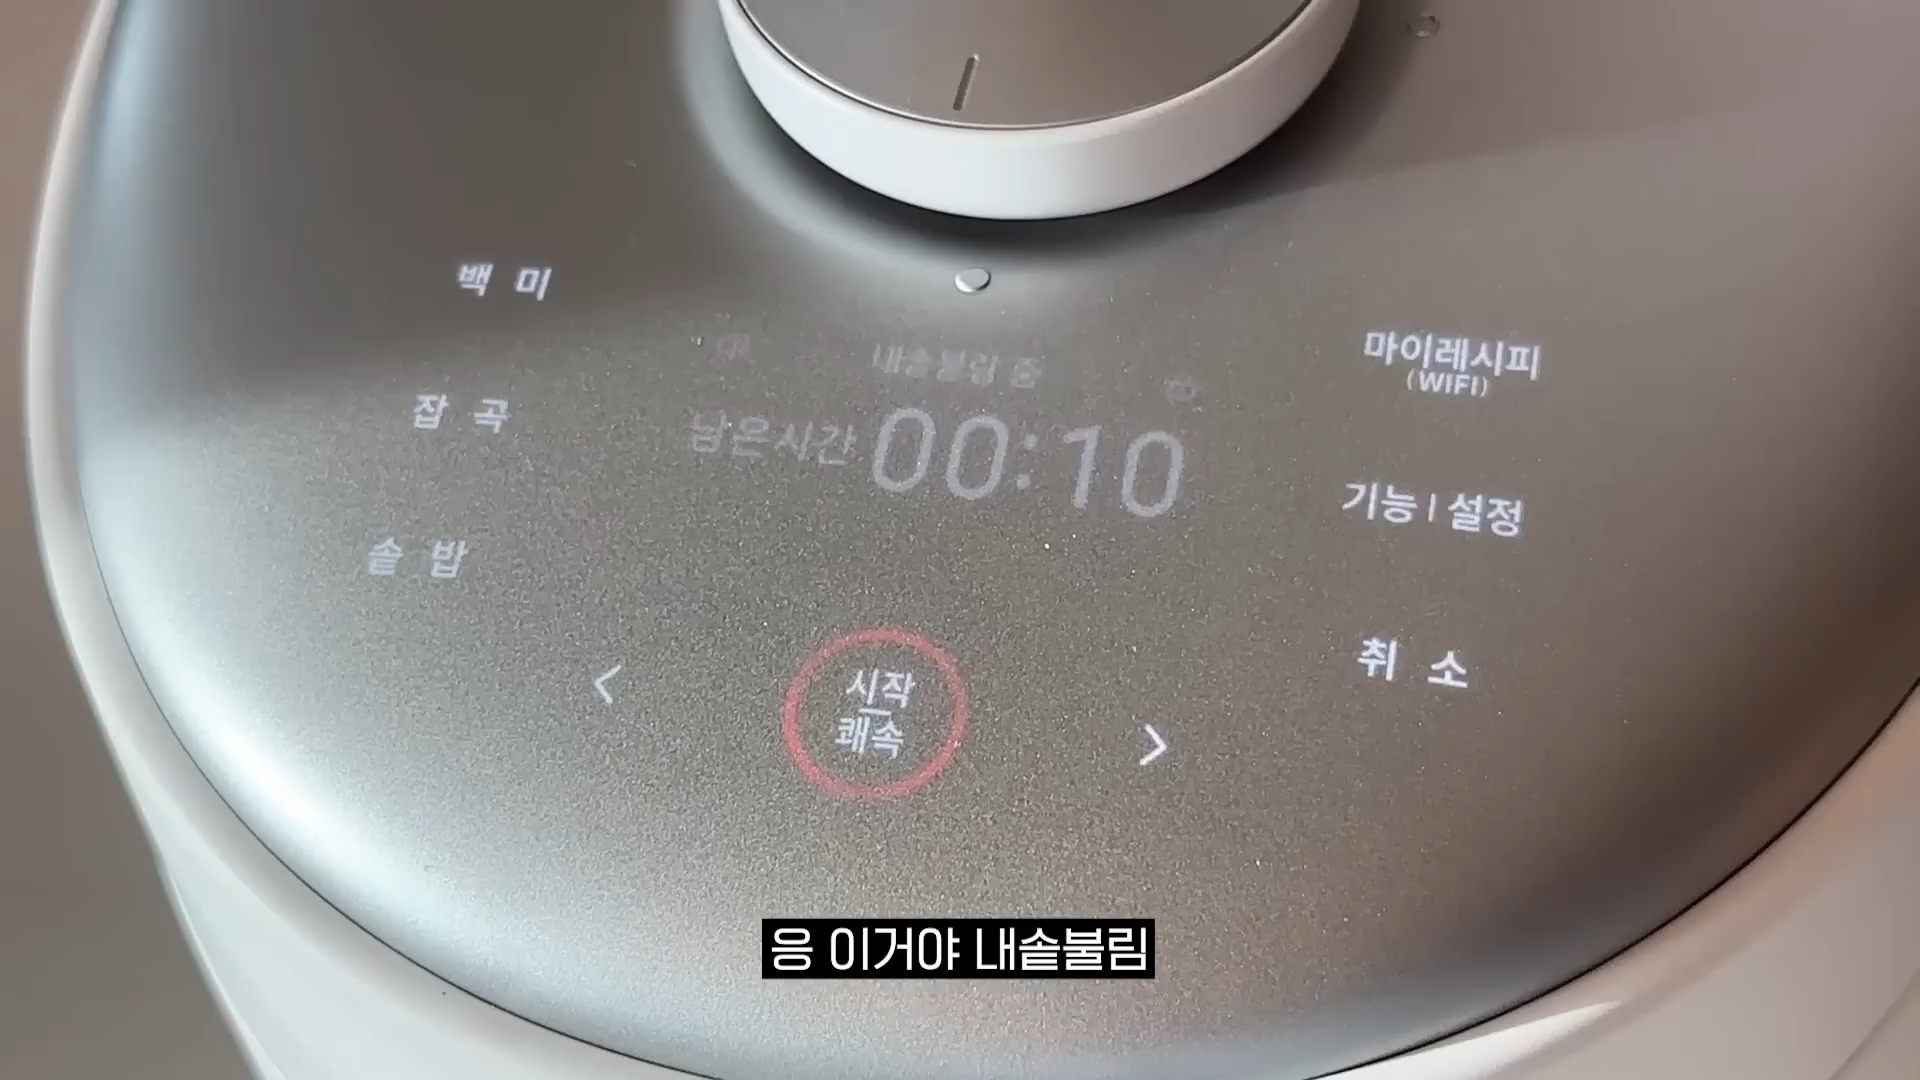 백미
잡곡
솥밥
내솥불림 중
남은시간 00:10
<
시작
쾌속
>
마이레시피
(WIFI)
기능 | 설정
취소
응 이거야 내솥불림